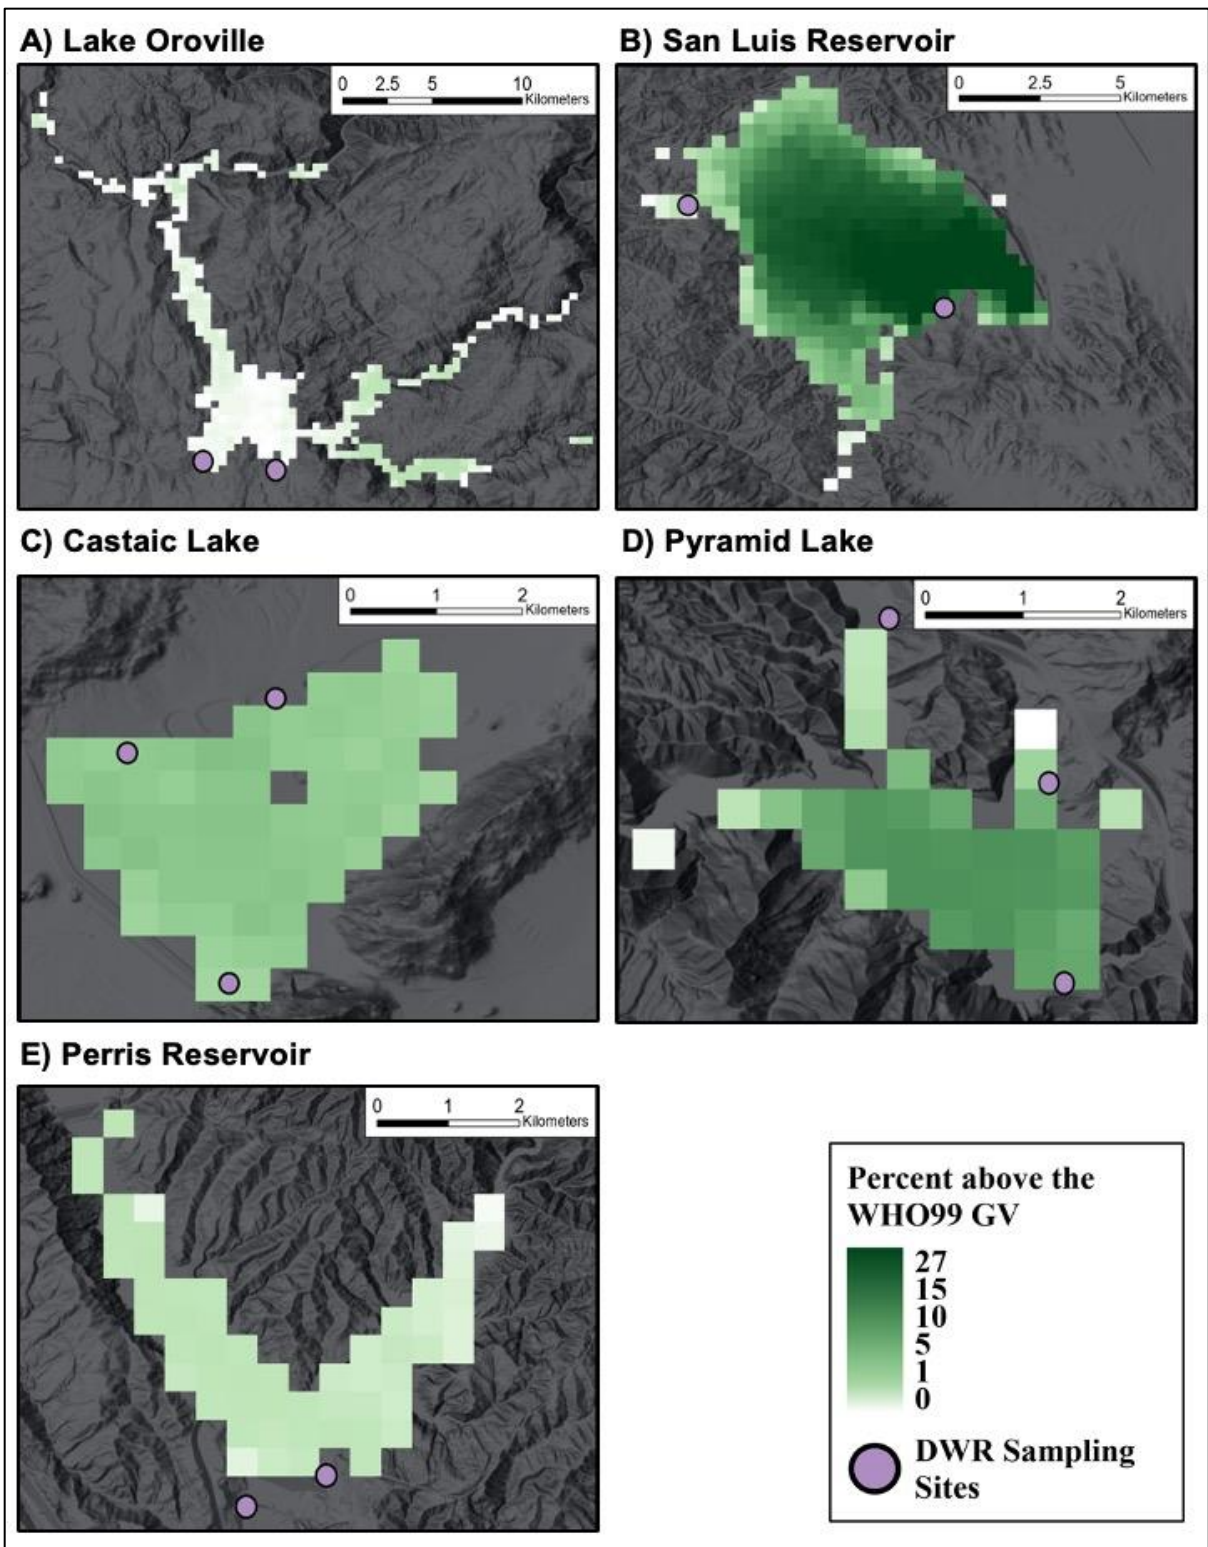 A) Lake Oroville
0 2.5 5 10
Kilometers
B) San Luis Reservoir
0 2.5 5
Kilometers
C) Castaic Lake
0 1 2
Kilometers
D) Pyramid Lake
0 1 2
Kilometers
E) Perris Reservoir
0 1 2
Kilometers
Percent above the
WHO99 GV
27
15
10
5
1
0
DWR Sampling
Sites